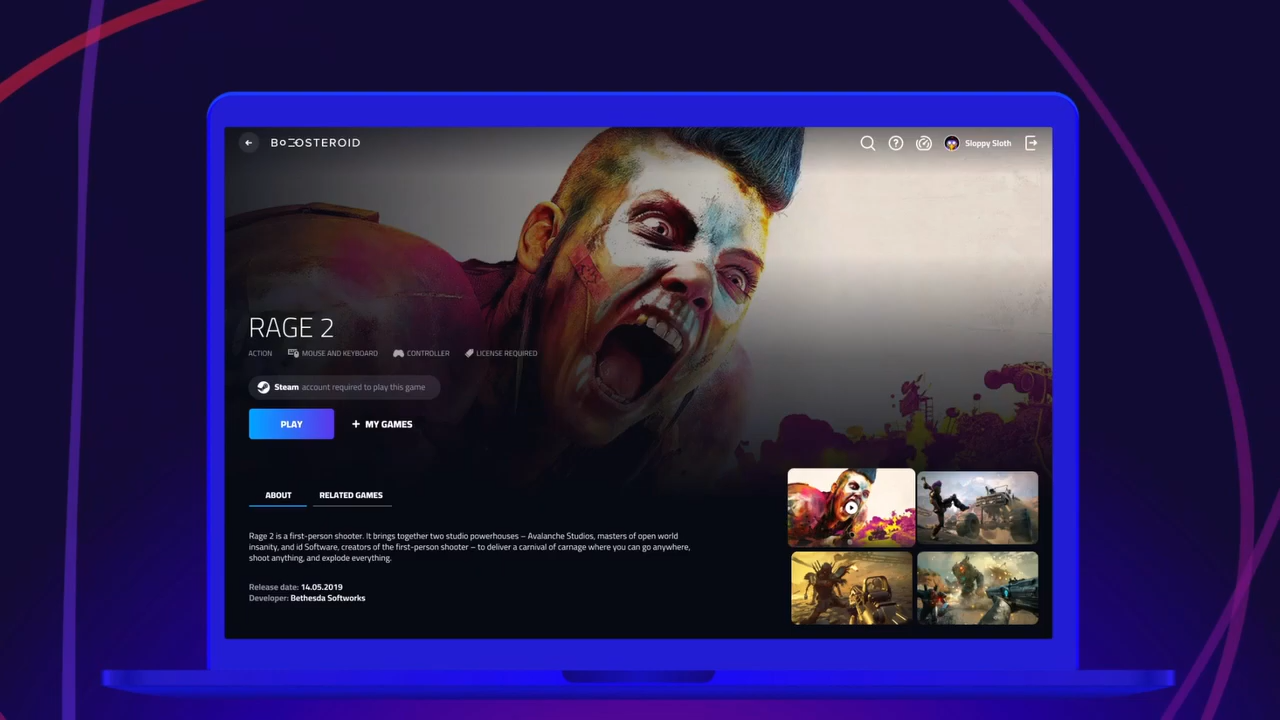 BOOSTEROID
Sloppy Sloth
RAGE 2
ACTION MOUSE AND KEYBOARD CONTROLLER LICENSE REQUIRED
Steam account required to play this game
PLAY + MY GAMES
ABOUT RELATED GAMES
Rage 2 is a first-person shooter. It brings together two studio powerhouses – Avalanche Studios, masters of open world
insanity, and id Software, creators of the first-person shooter – to deliver a carnival of carnage where you can go anywhere,
shoot anything, and explode everything.
Release date: 14.05.2019
Developer: Bethesda Softworks